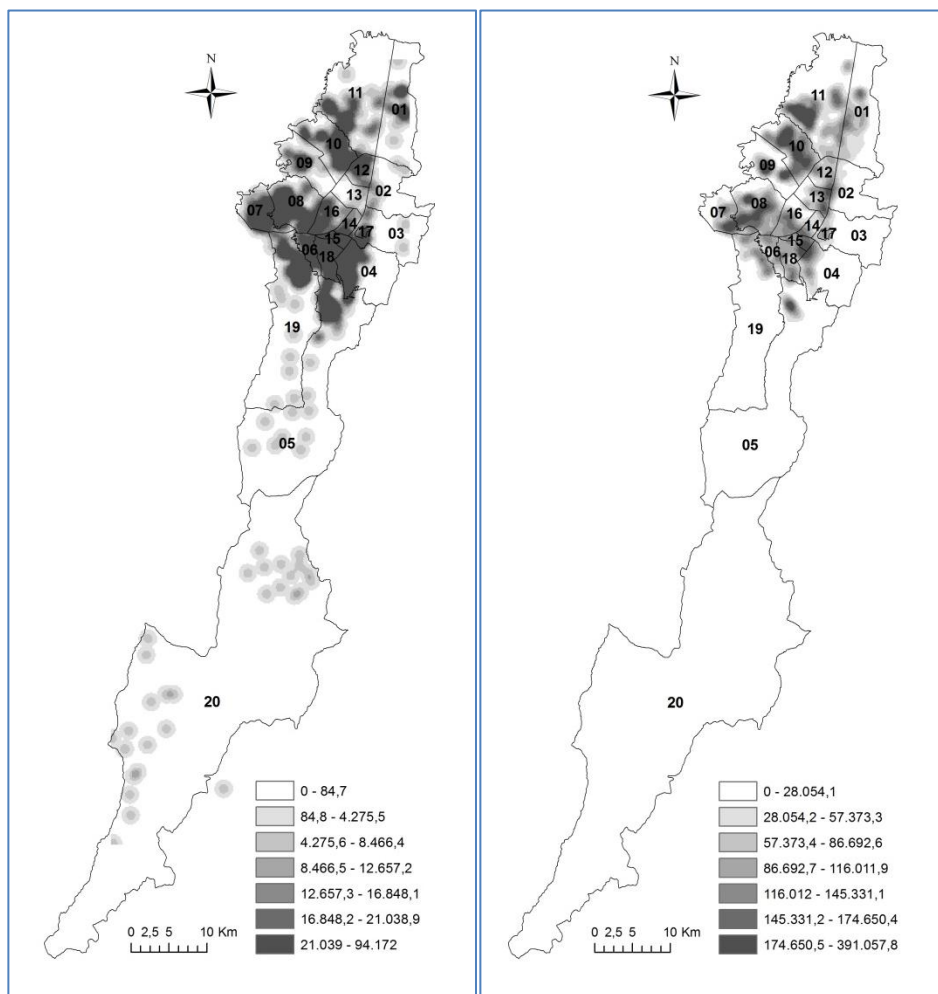 N
11
01
10
09
12
13
02
08
07
16
14
17
03
15
06
18
04
19
05
20
0 - 84,7
84,8 - 4.275,5
4.275,6 - 8.466,4
8.466,5 - 12.657,2
12.657,3 - 16.848,1
16.848,2 - 21.038,9
21.039 - 94.172
0 2,5 5 10 Km
N
11
01
10
09
12
13
02
08
07
16
14
17
03
15
06
18
04
19
05
20
0 - 28.054,1
28.054,2 - 57.373,3
57.373,4 - 86.692,6
86.692,7 - 116.011,9
116.012 - 145.331,1
145.331,2 - 174.650,4
174.650,5 - 391.057,8
0 2,5 5 10 Km